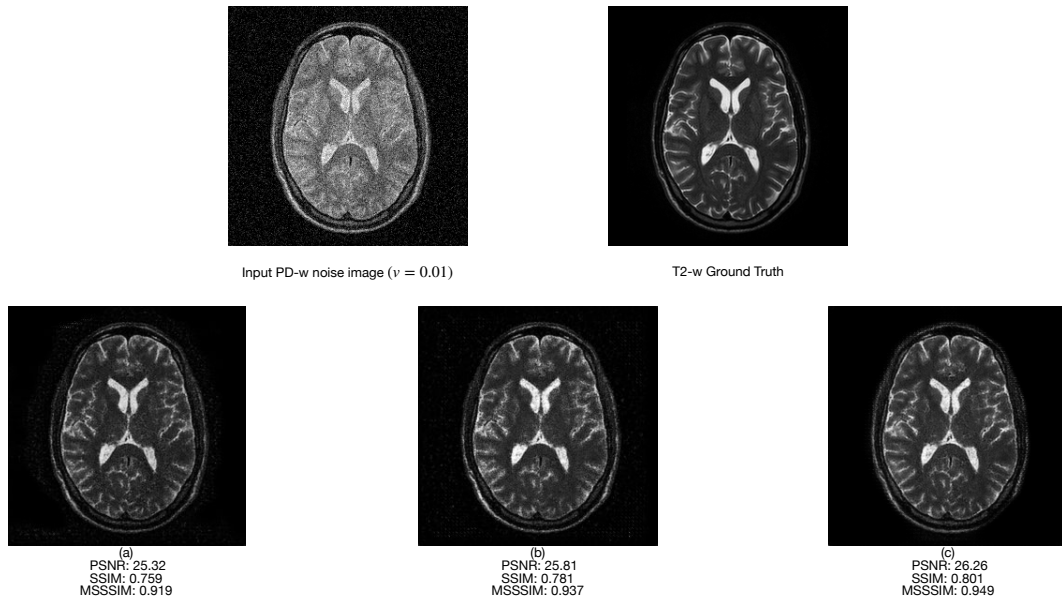 Input PD-w noise image (v = 0.01)
T2-w Ground Truth
(a)
PSNR: 25.32
SSIM: 0.759
MSSSIM: 0.919
(b)
PSNR: 25.81
SSIM: 0.781
MSSSIM: 0.937
(c)
PSNR: 26.26
SSIM: 0.801
MSSSIM: 0.949